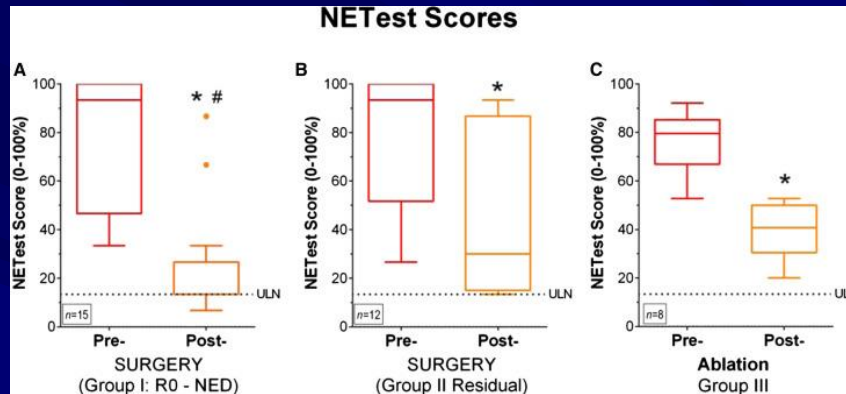 NETest Scores
A
NETest Score (0-100%)
100
80
60
40
20
0
* #
ULN
n=15
Pre-
Post-
SURGERY
(Group I: R0 - NED)
B
NETest Score (0-100%)
100
80
60
40
20
0
*
ULN
n=12
Pre-
Post-
SURGERY
(Group II Residual)
C
NETest Score (0-100%)
100
80
60
40
20
0
*
UL
n=8
Pre-
Post-
Ablation
Group III